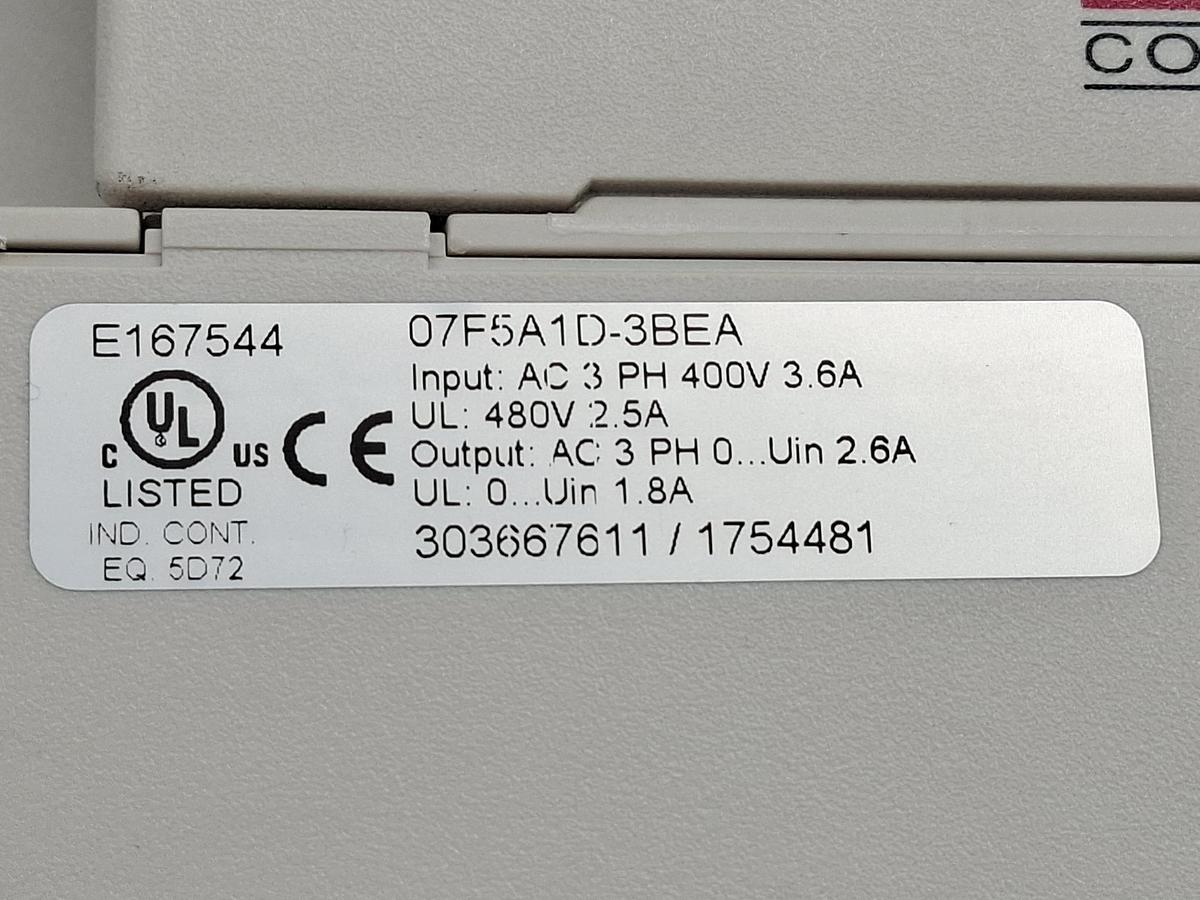 CO
E167544
07F5A1D-3BEA
Input: AC 3 PH 400V 3.6A
UL: 480V 2.5A
Output: AC 3 PH 0...Uin 2.6A
UL: 0...Uin 1.8A
303667611 / 1754481
C UL US
CE
LISTED
IND. CONT.
EQ. 5D72